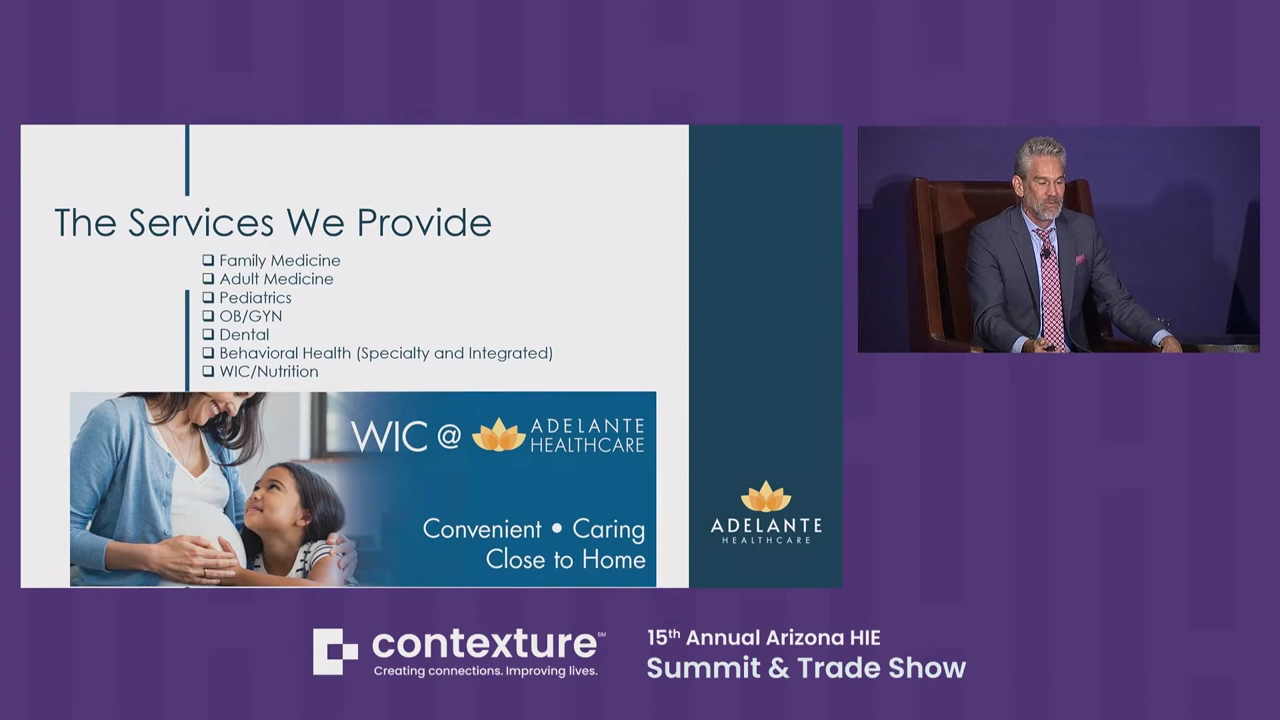 The Services We Provide
Family Medicine
Adult Medicine
Pediatrics
OB/GYN
Dental
Behavioral Health (Specialty and Integrated)
WIC/Nutrition
WIC @ ADELANTE HEALTHCARE
Convenient • Caring
Close to Home
ADELANTE
HEALTHCARE
contexture℠
Creating connections. Improving lives.
15th Annual Arizona HIE
Summit & Trade Show